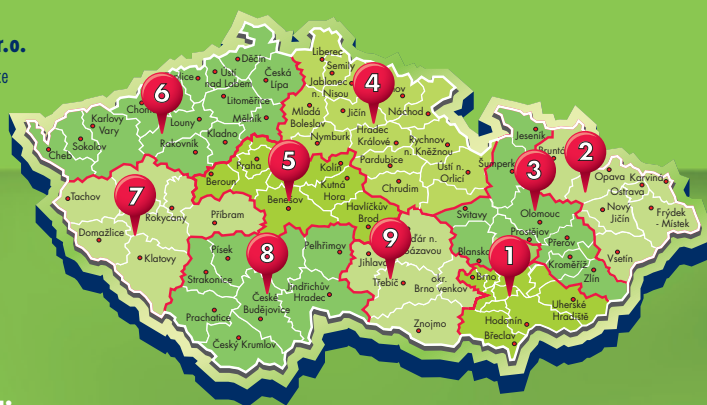 r.o.
te
6
4
5
3
2
7
8
9
1
Děčín
Ústí
nad Labem
Česká
Lípa
Litoměřice
Mělník
Karlovy
Vary
Cheb
Sokolov
Louny
Rakovník
Kladno
Liberec
Semily
Jablonec
n. Nisou
Jičín
Mladá
Boleslav
Nymburk
Náchod
Hradec
Králové
Rychnov
n. Kněžnou
Pardubice
Ústí n.
Orlicí
Chrudim
Praha
Beroun
Kolín
Kutná
Hora
Benešov
Havlíčkův
Brod
Tachov
Rokycany
Příbram
Domažlice
Klatovy
Písek
Strakonice
Prachatice
České
Budějovice
Český Krumlov
Pelhřimov
Jindřichův
Hradec
Jihlava
Třebíč
okr.
Brno venkov
Znojmo
Svitavy
Blansko
Brno
Hodonín
Břeclav
Uherské
Hradiště
Jeseník
Šumperk
Olomouc
Prostějov
Přerov
Kroměříž
Zlín
Opava
Karviná
Ostrava
Nový
Jičín
Frýdek
- Místek
Vsetín